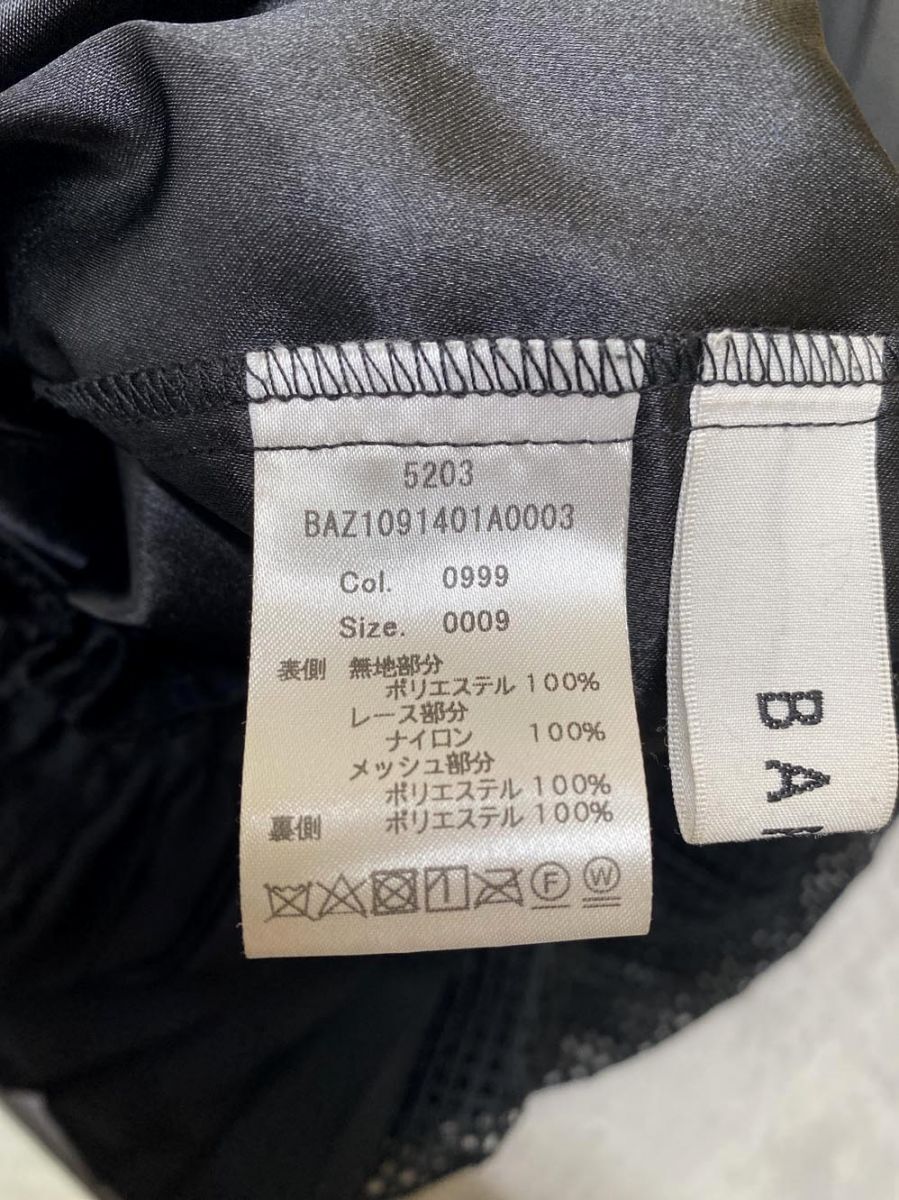 5203
BAZ1091401A0003
Col. 0999
Size. 0009
表側 無地部分
ポリエステル 100%
レース部分
ナイロン 100%
メッシュ部分
ポリエステル 100%
裏側 ポリエステル 100%
F W
B A